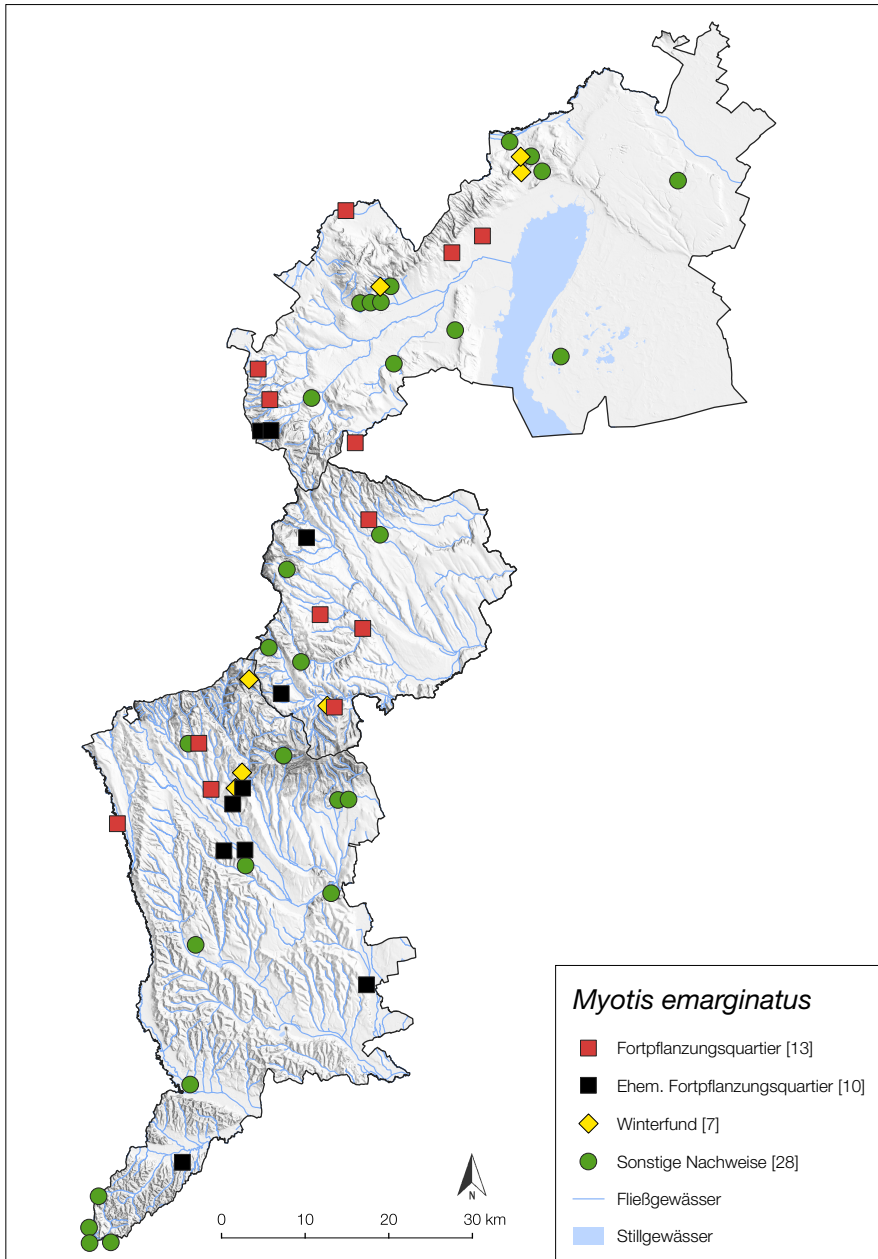 Myotis emarginatus
Fortpflanzungsquartier [13]
Ehem. Fortpflanzungsquartier [10]
Winterfund [7]
Sonstige Nachweise [28]
Fließgewässer
Stillgewässer
N
0 10 20 30 km